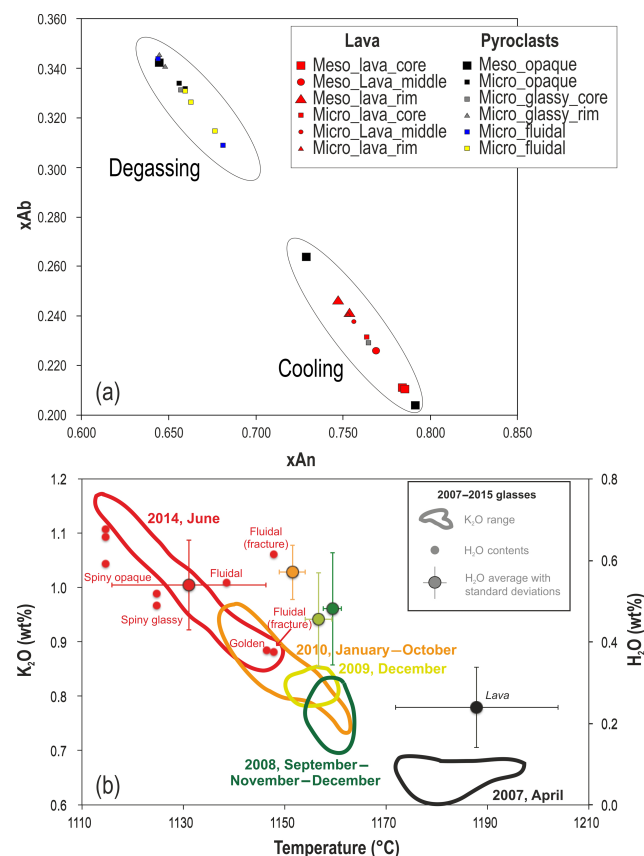 0.360
0.340
0.320
0.300
0.280
0.260
0.240
0.220
0.200
xAb
0.600
0.650
0.700
0.750
0.800
0.850
xAn
Lava
Meso_lava_core
Meso_Lava_middle
Meso_lava_rim
Micro_lava_core
Micro_Lava_middle
Micro_lava_rim
Pyroclasts
Meso_opaque
Micro_opaque
Micro_glassy_core
Micro_glassy_rim
Micro_fluidal
Micro_fluidal
Degassing
Cooling
(a)
1.2
1.1
1.0
0.9
0.8
0.7
0.6
K2O (wt%)
0.8
0.6
0.4
0.2
0.0
H2O (wt%)
2007–2015 glasses
K2O range
H2O contents
H2O average with
standard deviations
2014, June
Fluidal
(fracture)
Spiny opaque
Fluidal
Spiny glassy
Fluidal
(fracture)
Golden
2010, January–October
2009, December
Lava
2008, September–
November–December
2007, April
(b)
1110
1130
1150
1170
1190
1210
Temperature (°C)